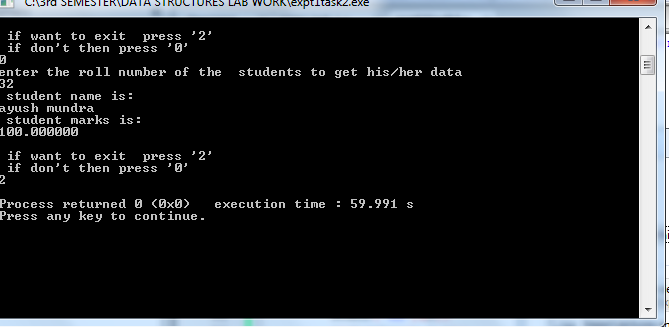 C:\3rd SEMESTER\DATA STRUCTURES LAB WORK\expt1task2.exe
if want to exit  press '2'
if don't then press '0'
0
enter the roll number of the  students to get his/her data
32
student name is:
ayush mundra
student marks is:
100.000000
if want to exit  press '2'
if don't then press '0'
2
Process returned 0 (0x0)   execution time : 59.991 s
Press any key to continue.